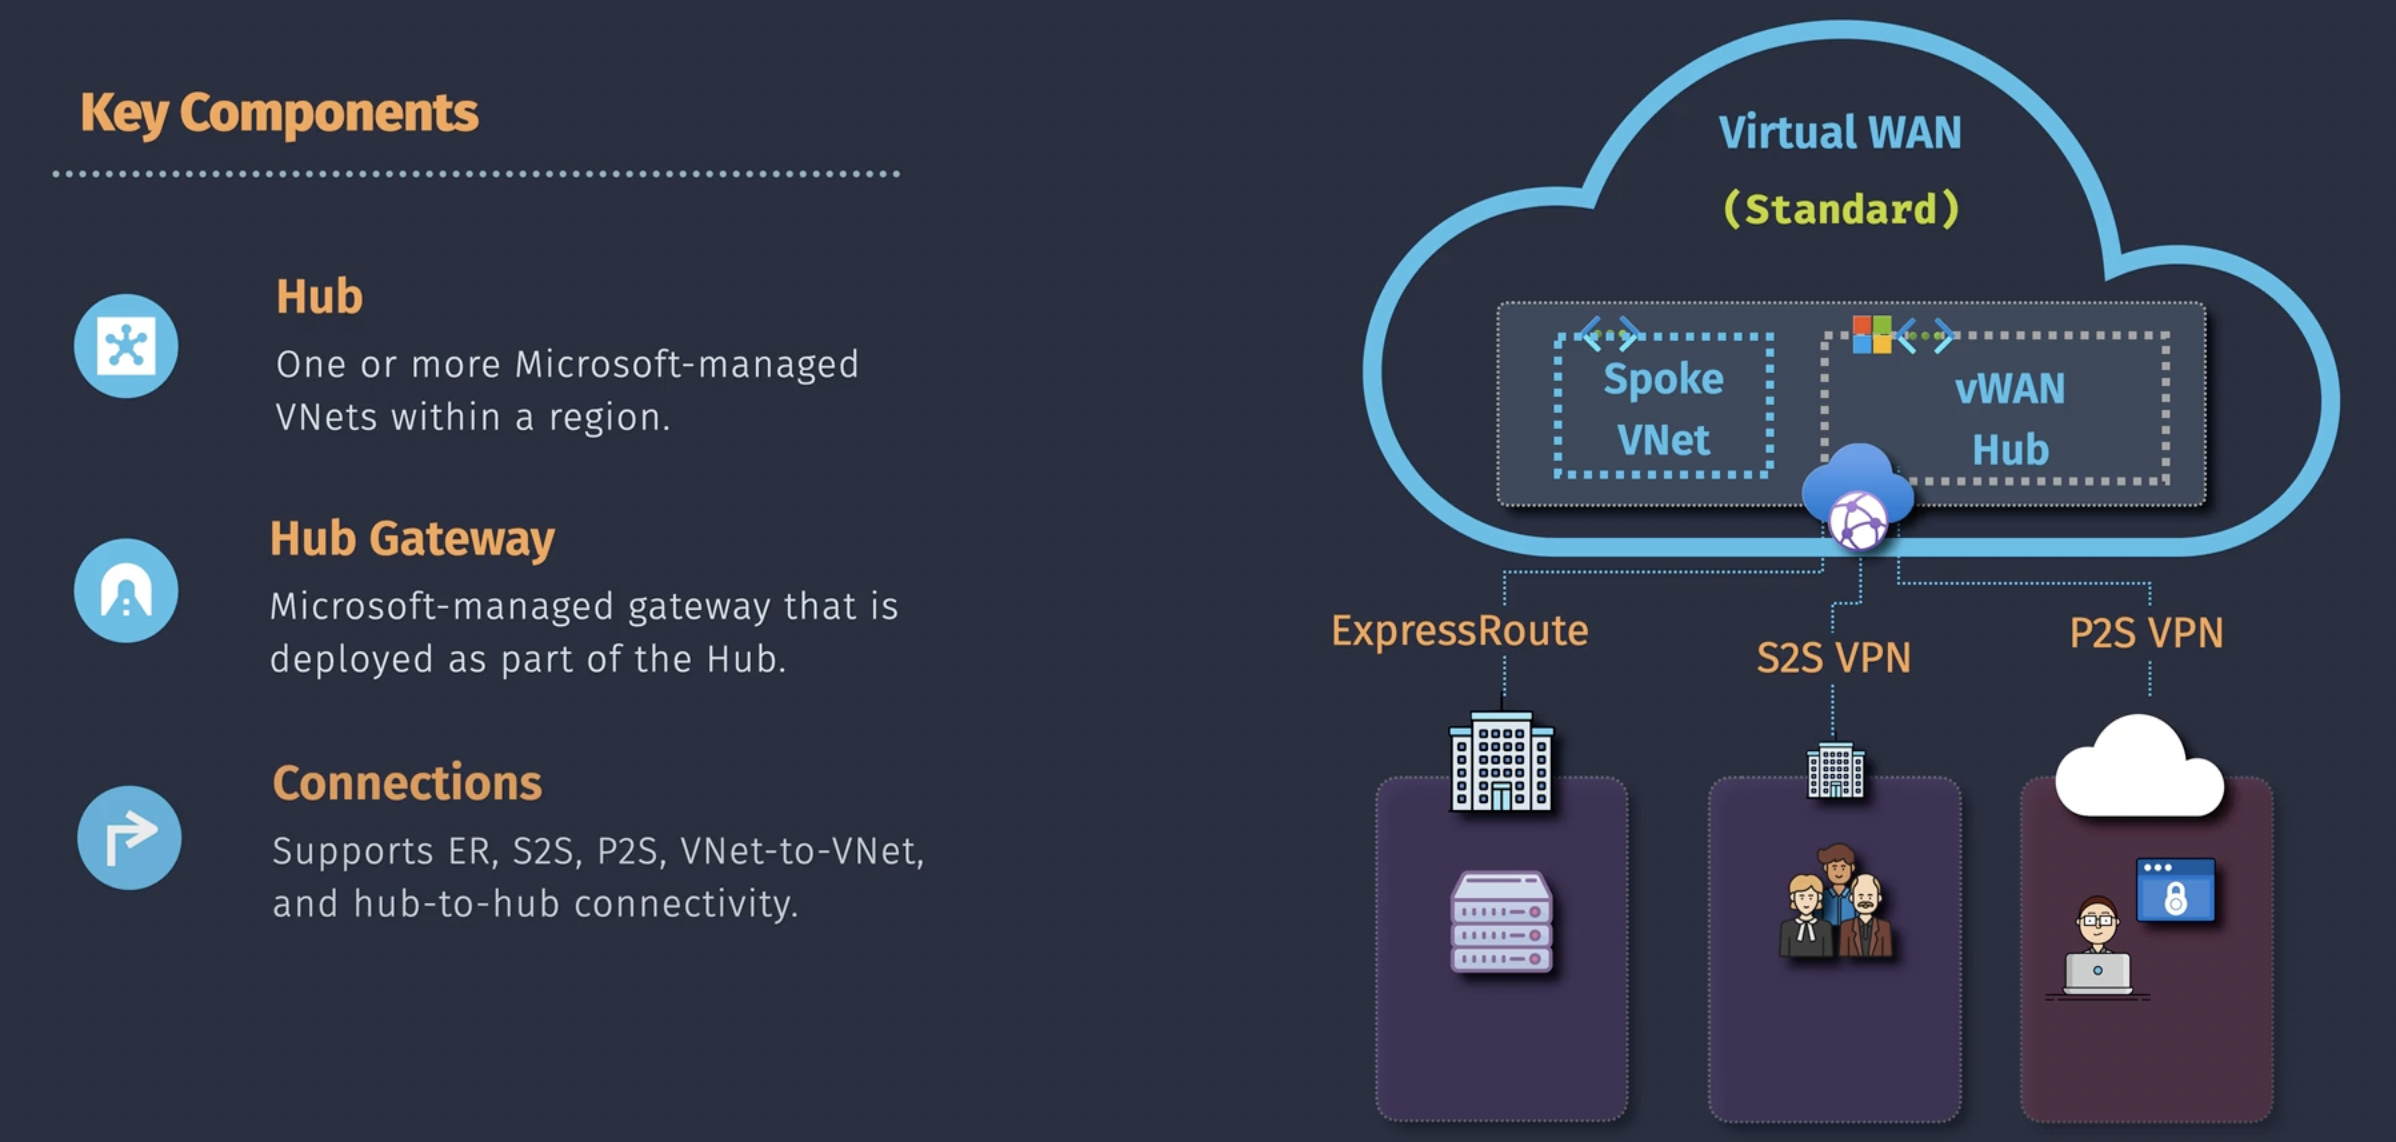 Key Components
Hub
One or more Microsoft-managed
VNets within a region.
Hub Gateway
Microsoft-managed gateway that is
deployed as part of the Hub.
Connections
Supports ER, S2S, P2S, VNet-to-VNet,
and hub-to-hub connectivity.
Virtual WAN
(Standard)
Spoke
VNet
vWAN
Hub
ExpressRoute
S2S VPN
P2S VPN